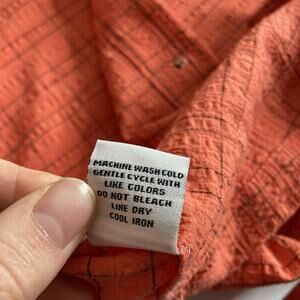 MACHINE WASH COLD
GENTLE CYCLE WITH
LIKE COLORS
DO NOT BLEACH
LINE DRY
COOL IRON